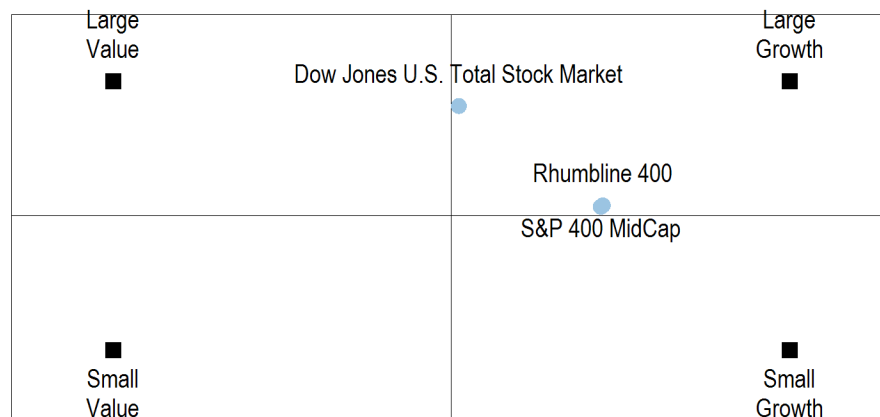 Large
Value
Large
Growth
Dow Jones U.S. Total Stock Market
Rhumbline 400
S&P 400 MidCap
Small
Value
Small
Growth